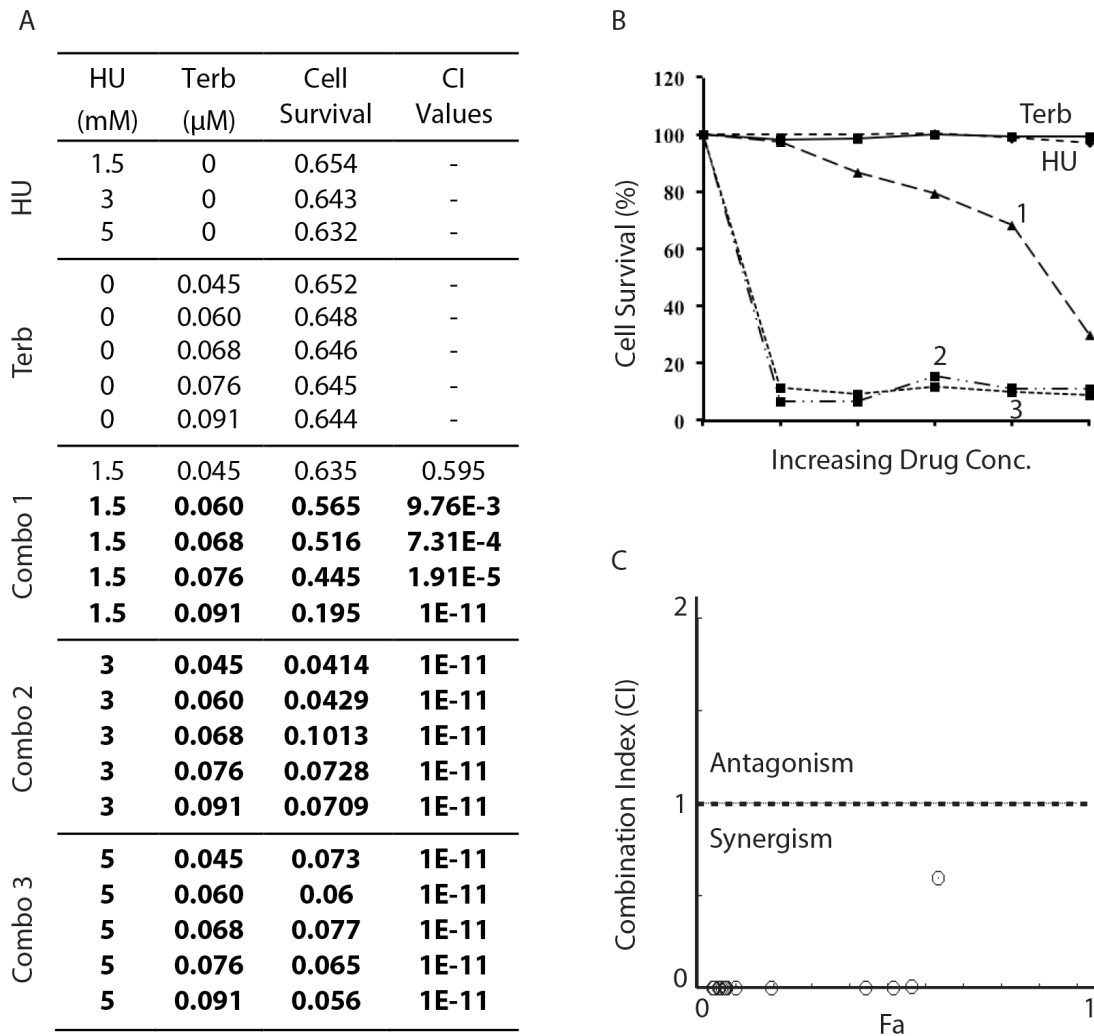 A
HU (mM) Terb (µM) Cell Survival CI Values
HU
1.5 0 0.654 -
3 0 0.643 -
5 0 0.632 -
Terb
0 0.045 0.652 -
0 0.060 0.648 -
0 0.068 0.646 -
0 0.076 0.645 -
0 0.091 0.644 -
Combo 1
1.5 0.045 0.635 0.595
1.5 0.060 0.565 9.76E-3
1.5 0.068 0.516 7.31E-4
1.5 0.076 0.445 1.91E-5
1.5 0.091 0.195 1E-11
Combo 2
3 0.045 0.0414 1E-11
3 0.060 0.0429 1E-11
3 0.068 0.1013 1E-11
3 0.076 0.0728 1E-11
3 0.091 0.0709 1E-11
Combo 3
5 0.045 0.073 1E-11
5 0.060 0.06 1E-11
5 0.068 0.077 1E-11
5 0.076 0.065 1E-11
5 0.091 0.056 1E-11
B
Cell Survival (%)
120
100
80
60
40
20
0
Terb
HU
1
2
3
Increasing Drug Conc.
C
Combination Index (CI)
2
1
0
Antagonism
Synergism
0 1
Fa